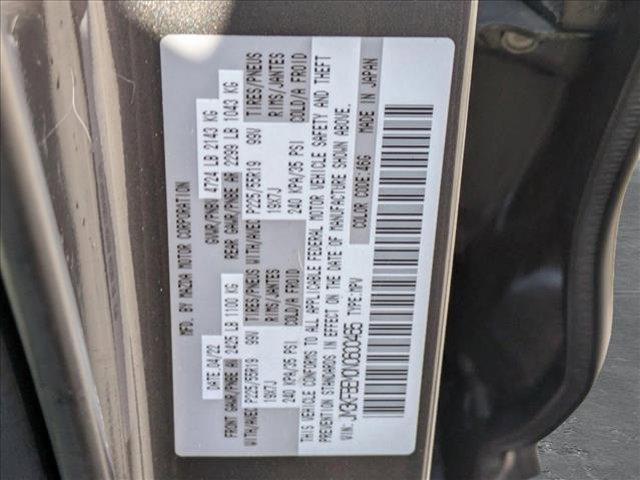 MFD. BY MAZDA MOTOR CORPORATION
DATE: 04/22 GVWR/PNBV 4724 LB 2143 KG
FRONT GAWR/PNBE AV 2425 LB 1100 KG REAR GAWR/PNBE AR 2299 LB 1043 KG
WITH/AVEC P225/55R19 99V TIRES/PNEUS WITH/AVEC P225/55R19 99V TIRES/PNEUS
19X7J RIMS/JANTES 19X7J RIMS/JANTES
240 KPA/35 PSI COLD/A FROID 240 KPA/35 PSI COLD/A FROID
THIS VEHICLE CONFORMS TO ALL APPLICABLE FEDERAL MOTOR VEHICLE SAFETY AND THEFT
PREVENTION STANDARDS IN EFFECT ON THE DATE OF MANUFACTURE SHOWN ABOVE.
COLOR CODE:46G MADE IN JAPAN
VIN: TYPE:MPV